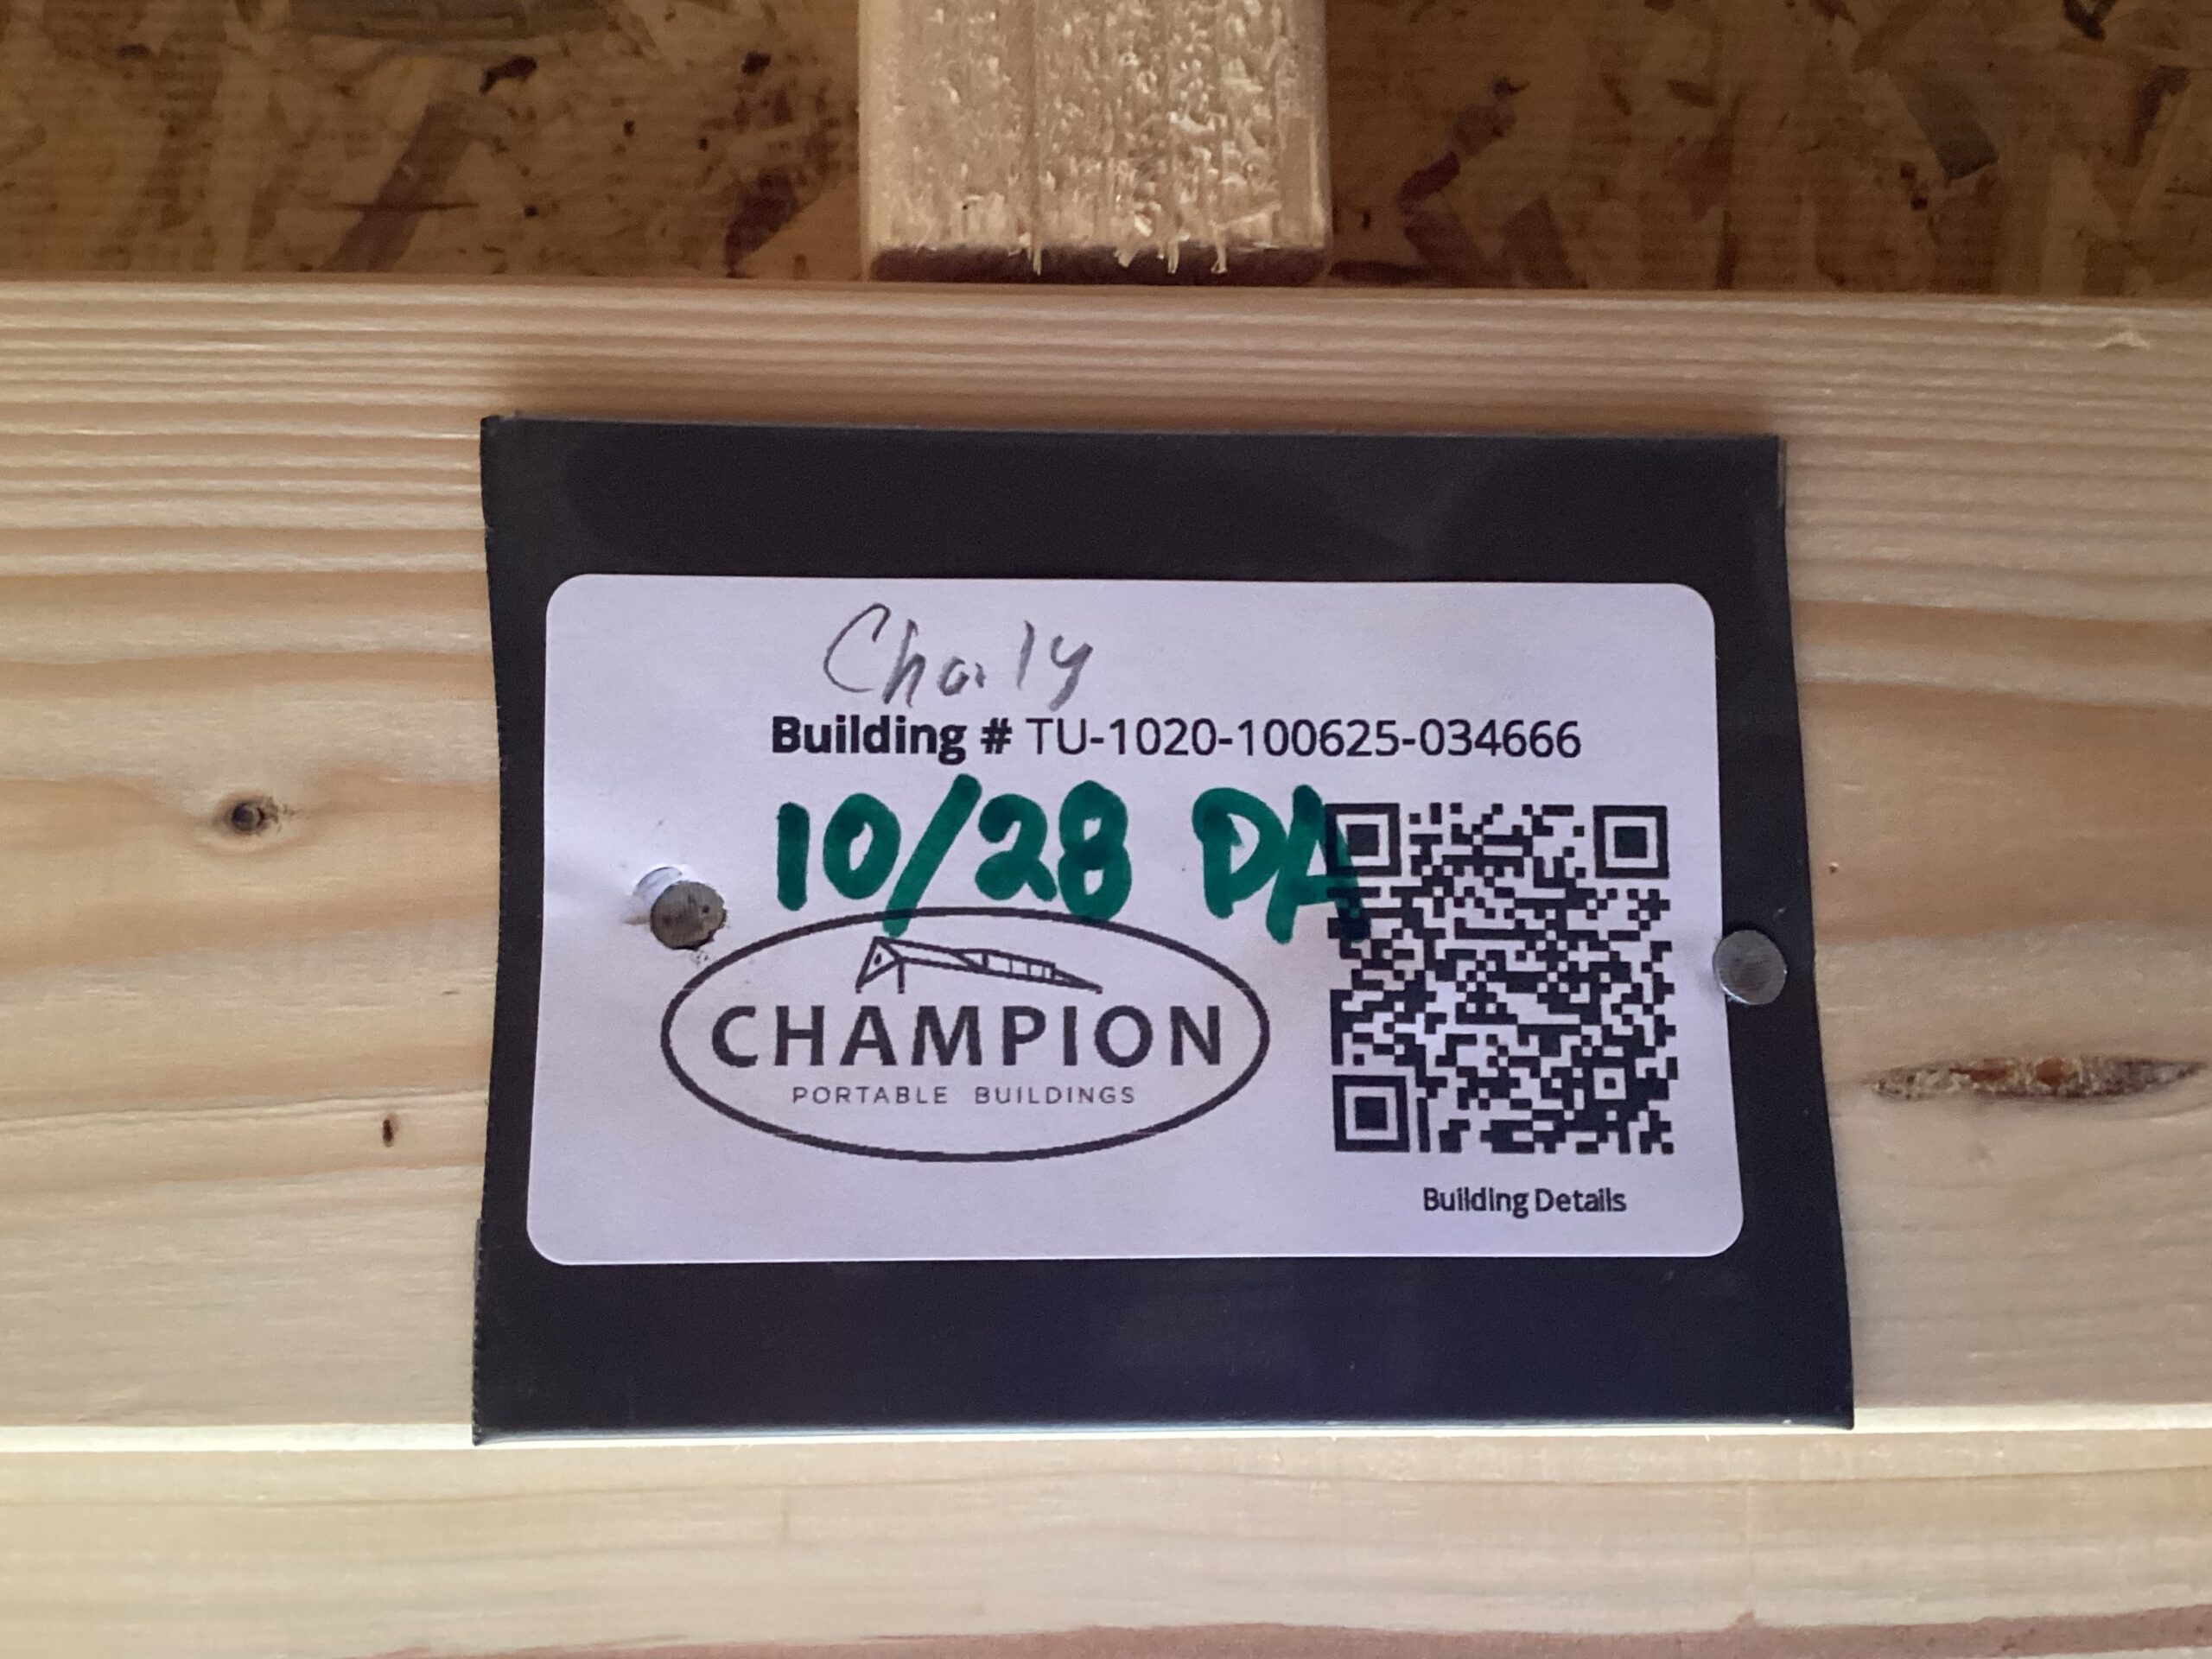 Charly
Building # TU-1020-100625-034666
10/28 DA
CHAMPION
PORTABLE BUILDINGS
Building Details